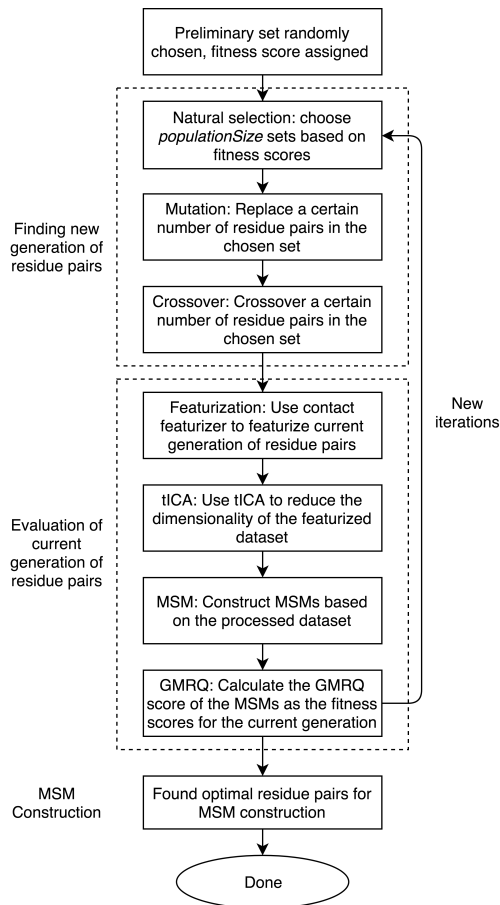 Preliminary set randomly
chosen, fitness score assigned
Natural selection: choose
populationSize sets based on
fitness scores
Mutation: Replace a certain
number of residue pairs in the
chosen set
Finding new
generation of
residue pairs
Crossover: Crossover a certain
number of residue pairs in the
chosen set
Featurization: Use contact
featurizer to featurize current
generation of residue pairs
New
iterations
tICA: Use tICA to reduce the
dimensionality of the featurized
dataset
Evaluation of
current
generation of
residue pairs
MSM: Construct MSMs based
on the processed dataset
GMRQ: Calculate the GMRQ
score of the MSMs as the fitness
scores for the current generation
MSM
Construction
Found optimal residue pairs for
MSM construction
Done